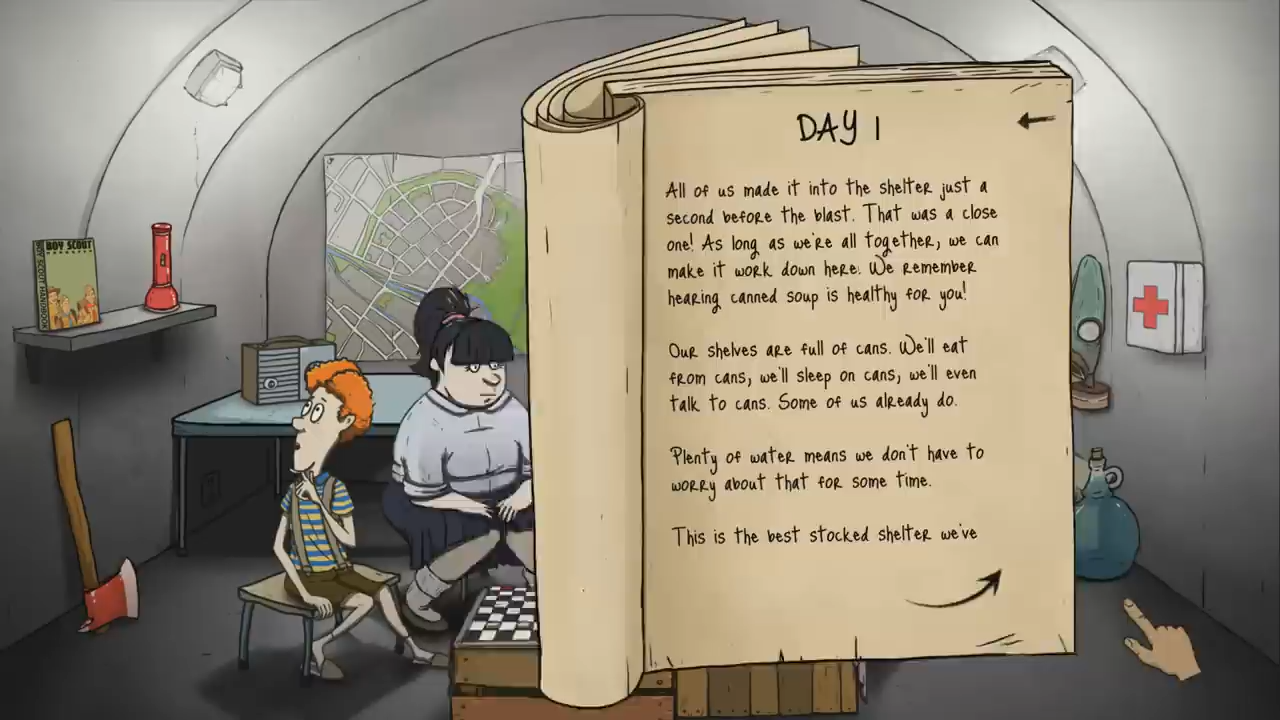 DAY 1
All of us made it into the shelter just a
second before the blast. That was a close
one! As long as we're all together, we can
make it work down here. We remember
hearing canned soup is healthy for you!
Our shelves are full of cans. We'll eat
from cans, we'll sleep on cans, we'll even
talk to cans. Some of us already do.
Plenty of water means we don't have to
worry about that for some time.
This is the best stocked shelter we've
BOY SCOUT
BOY SCOUT HANDBOOK